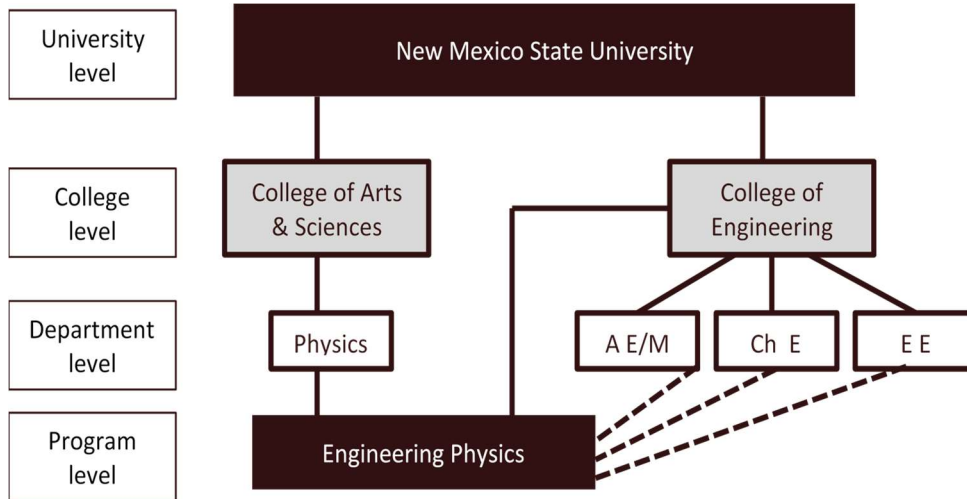 University
level
New Mexico State University
College
level
College of Arts
& Sciences
College of
Engineering
Department
level
Physics
A E/M
Ch E
E E
Program
level
Engineering Physics